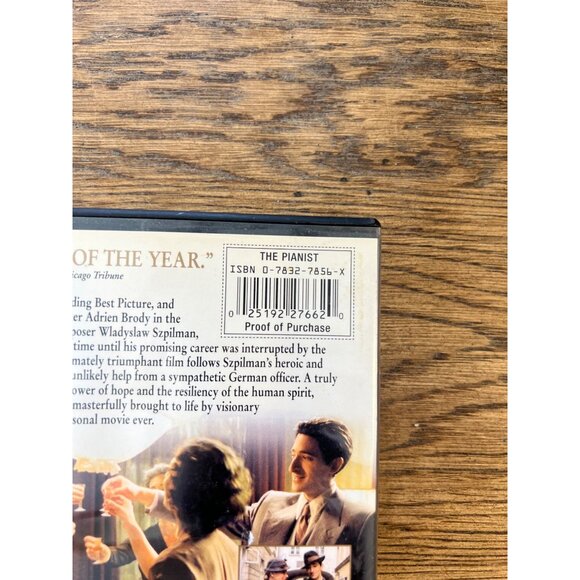 OF THE YEAR."
icago Tribune
THE PIANIST
ISBN 0-7832-7856-X
0 25192 27662 0
Proof of Purchase
ding Best Picture, and
er Adrien Brody in the
poser Wladyslaw Szpilman,
time until his promising career was interrupted by the
mately triumphant film follows Szpilman's heroic and
unlikely help from a sympathetic German officer. A truly
ower of hope and the resiliency of the human spirit,
masterfully brought to life by visionary
sonal movie ever.